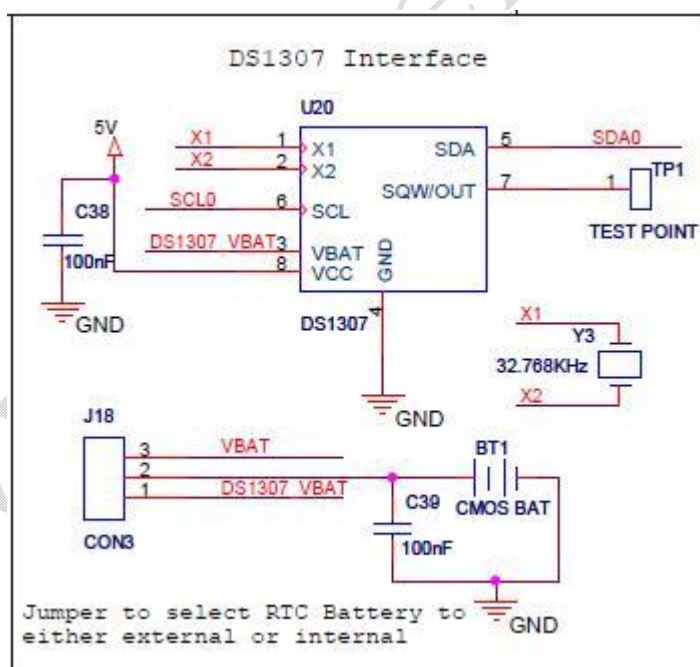 DS1307 Interface
U20
5V
X1 1 X1 SDA 5 SDA0
X2 2 X2
SQW/OUT 7 1 TP1
SCL0 6 SCL
TEST POINT
C38
100nF
DS1307_VBAT 3 VBAT
8 VCC
GND
4
GND
DS1307
GND
X1
Y3
32.768KHz
X2
J18
3 VBAT
2
1 DS1307_VBAT
CON3
BT1
CMOS BAT
C39
100nF
GND
Jumper to select RTC Battery to
either external or internal